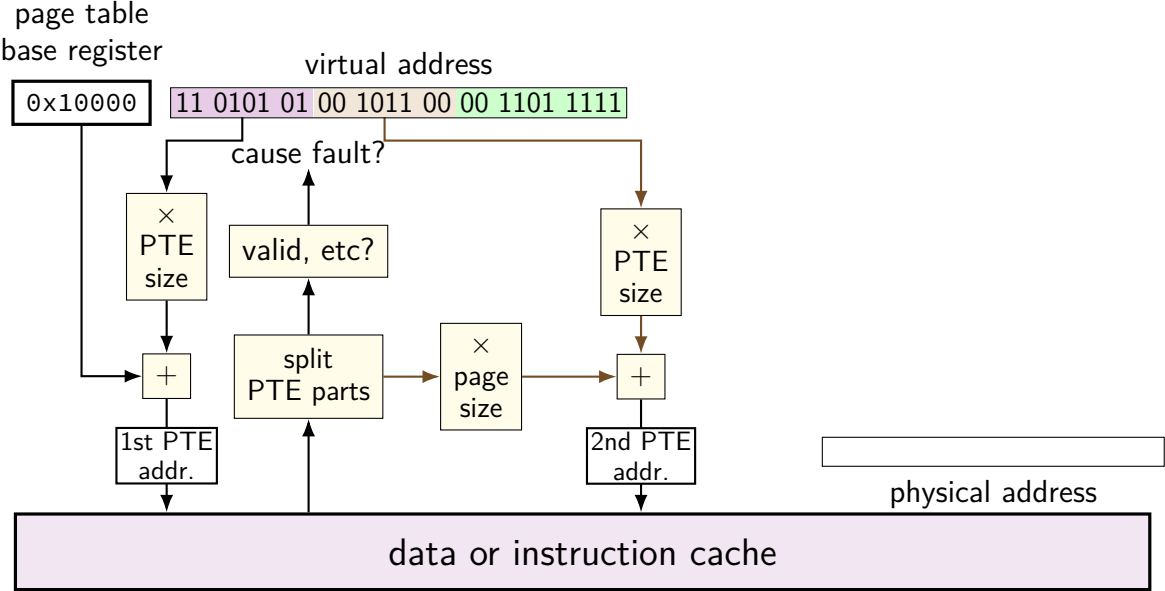 page table
base register
0x10000
virtual address
11 0101 01 00 1011 00 00 1101 1111
cause fault?
×
PTE
size
valid, etc?
×
PTE
size
split
PTE parts
×
page
size
+
+
1st PTE
addr.
2nd PTE
addr.
physical address
data or instruction cache